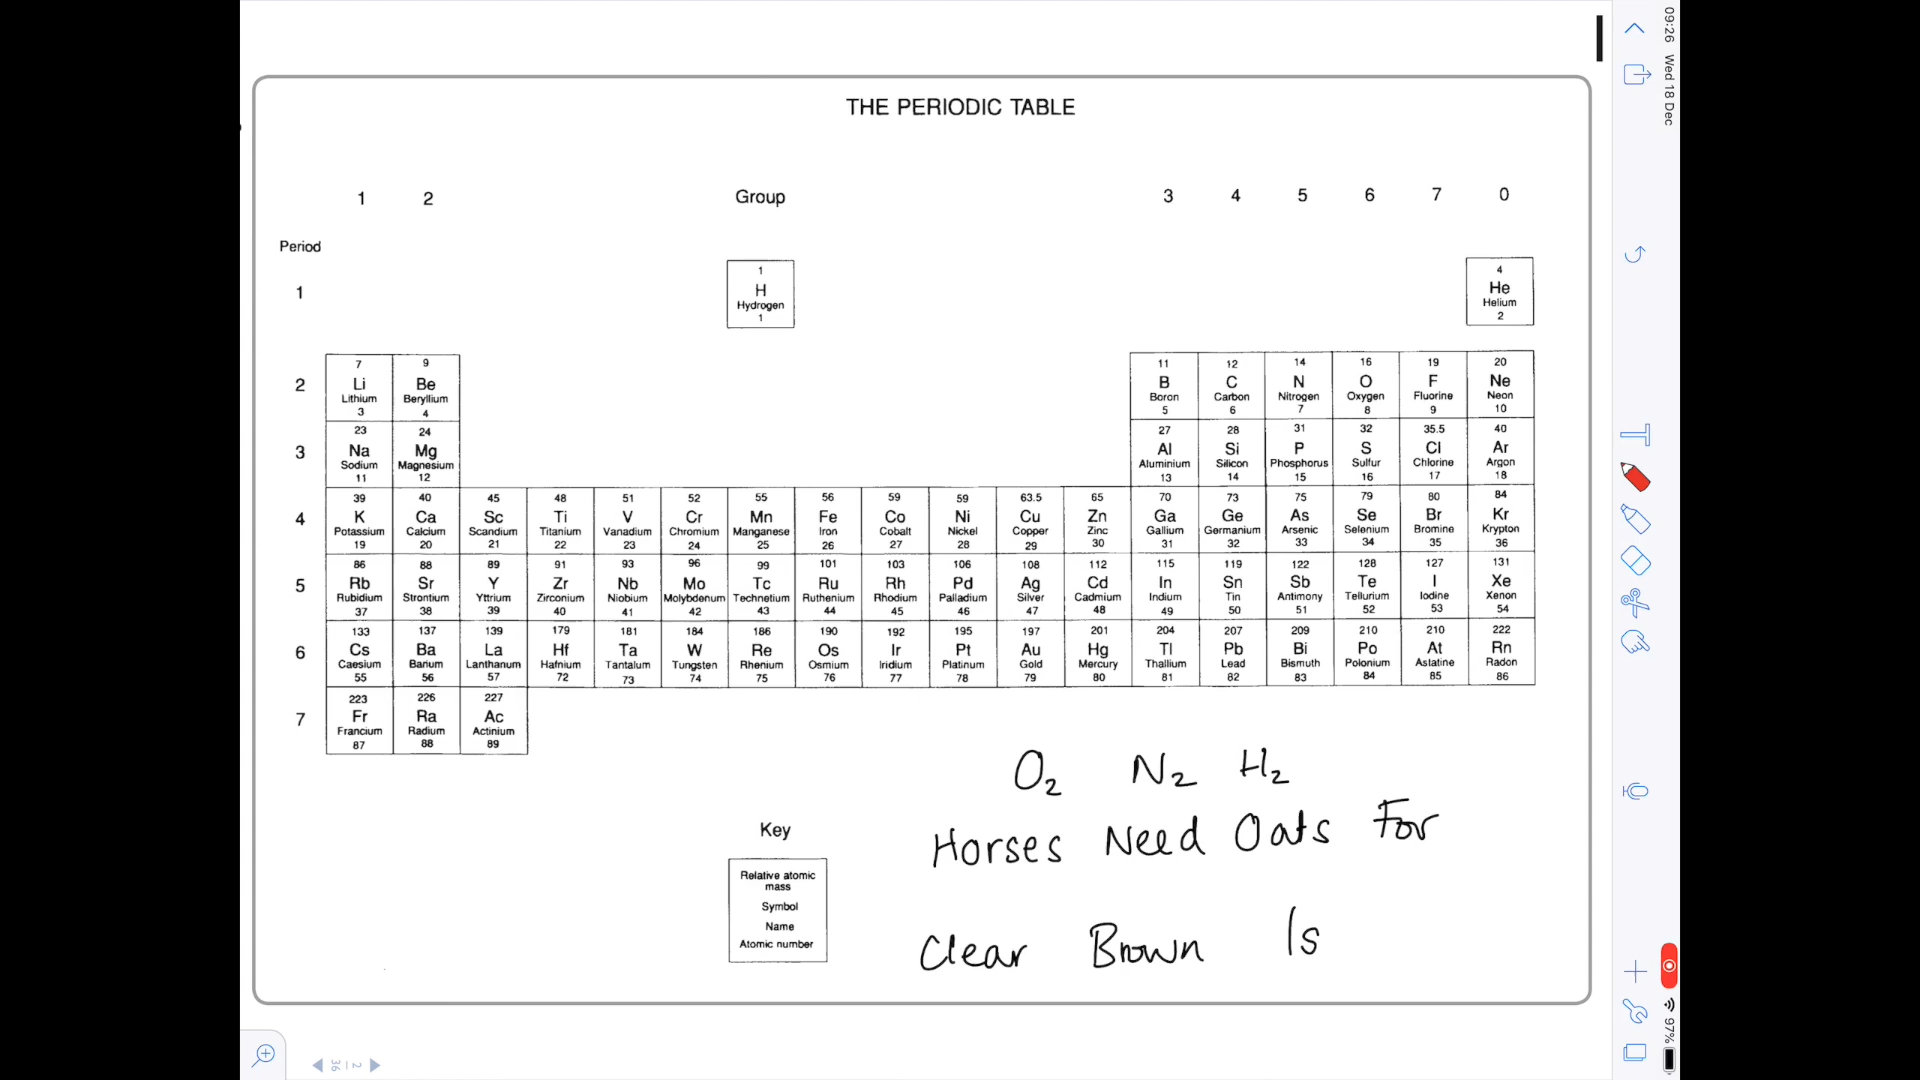 THE PERIODIC TABLE
1 2 Group 3 4 5 6 7 0
Period
1
1 4
H He
Hydrogen Helium
1 2
2
7 9 11 12 14 16 19 20
Li Be B C N O F Ne
Lithium Beryllium Boron Carbon Nitrogen Oxygen Fluorine Neon
3 4 5 6 7 8 9 10
3
23 24 27 28 31 32 35.5 40
Na Mg Al Si P S Cl Ar
Sodium Magnesium Aluminium Silicon Phosphorus Sulfur Chlorine Argon
11 12 13 14 15 16 17 18
4
39 40 45 48 51 52 55 56 59 59 63.5 65 70 73 75 79 80 84
K Ca Sc Ti V Cr Mn Fe Co Ni Cu Zn Ga Ge As Se Br Kr
Potassium Calcium Scandium Titanium Vanadium Chromium Manganese Iron Cobalt Nickel Copper Zinc Gallium Germanium Arsenic Selenium Bromine Krypton
19 20 21 22 23 24 25 26 27 28 29 30 31 32 33 34 35 36
5
86 88 89 91 93 96 99 101 103 106 108 112 115 119 122 128 127 131
Rb Sr Y Zr Nb Mo Tc Ru Rh Pd Ag Cd In Sn Sb Te I Xe
Rubidium Strontium Yttrium Zirconium Niobium Molybdenum Technetium Ruthenium Rhodium Palladium Silver Cadmium Indium Tin Antimony Tellurium Iodine Xenon
37 38 39 40 41 42 43 44 45 46 47 48 49 50 51 52 53 54
6
133 137 139 179 181 184 186 190 192 195 197 201 204 207 209 210 210 222
Cs Ba La Hf Ta W Re Os Ir Pt Au Hg Tl Pb Bi Po At Rn
Caesium Barium Lanthanum Hafnium Tantalum Tungsten Rhenium Osmium Iridium Platinum Gold Mercury Thallium Lead Bismuth Polonium Astatine Radon
55 56 57 72 73 74 75 76 77 78 79 80 81 82 83 84 85 86
7
223 226 227
Fr Ra Ac
Francium Radium Actinium
87 88 89
O₂ N₂ H₂
Horses Need Oats For
Clear Brown Is
Key
Relative atomic
mass
Symbol
Name
Atomic number
09:26 Wed 18 Dec
97%
2 | 36